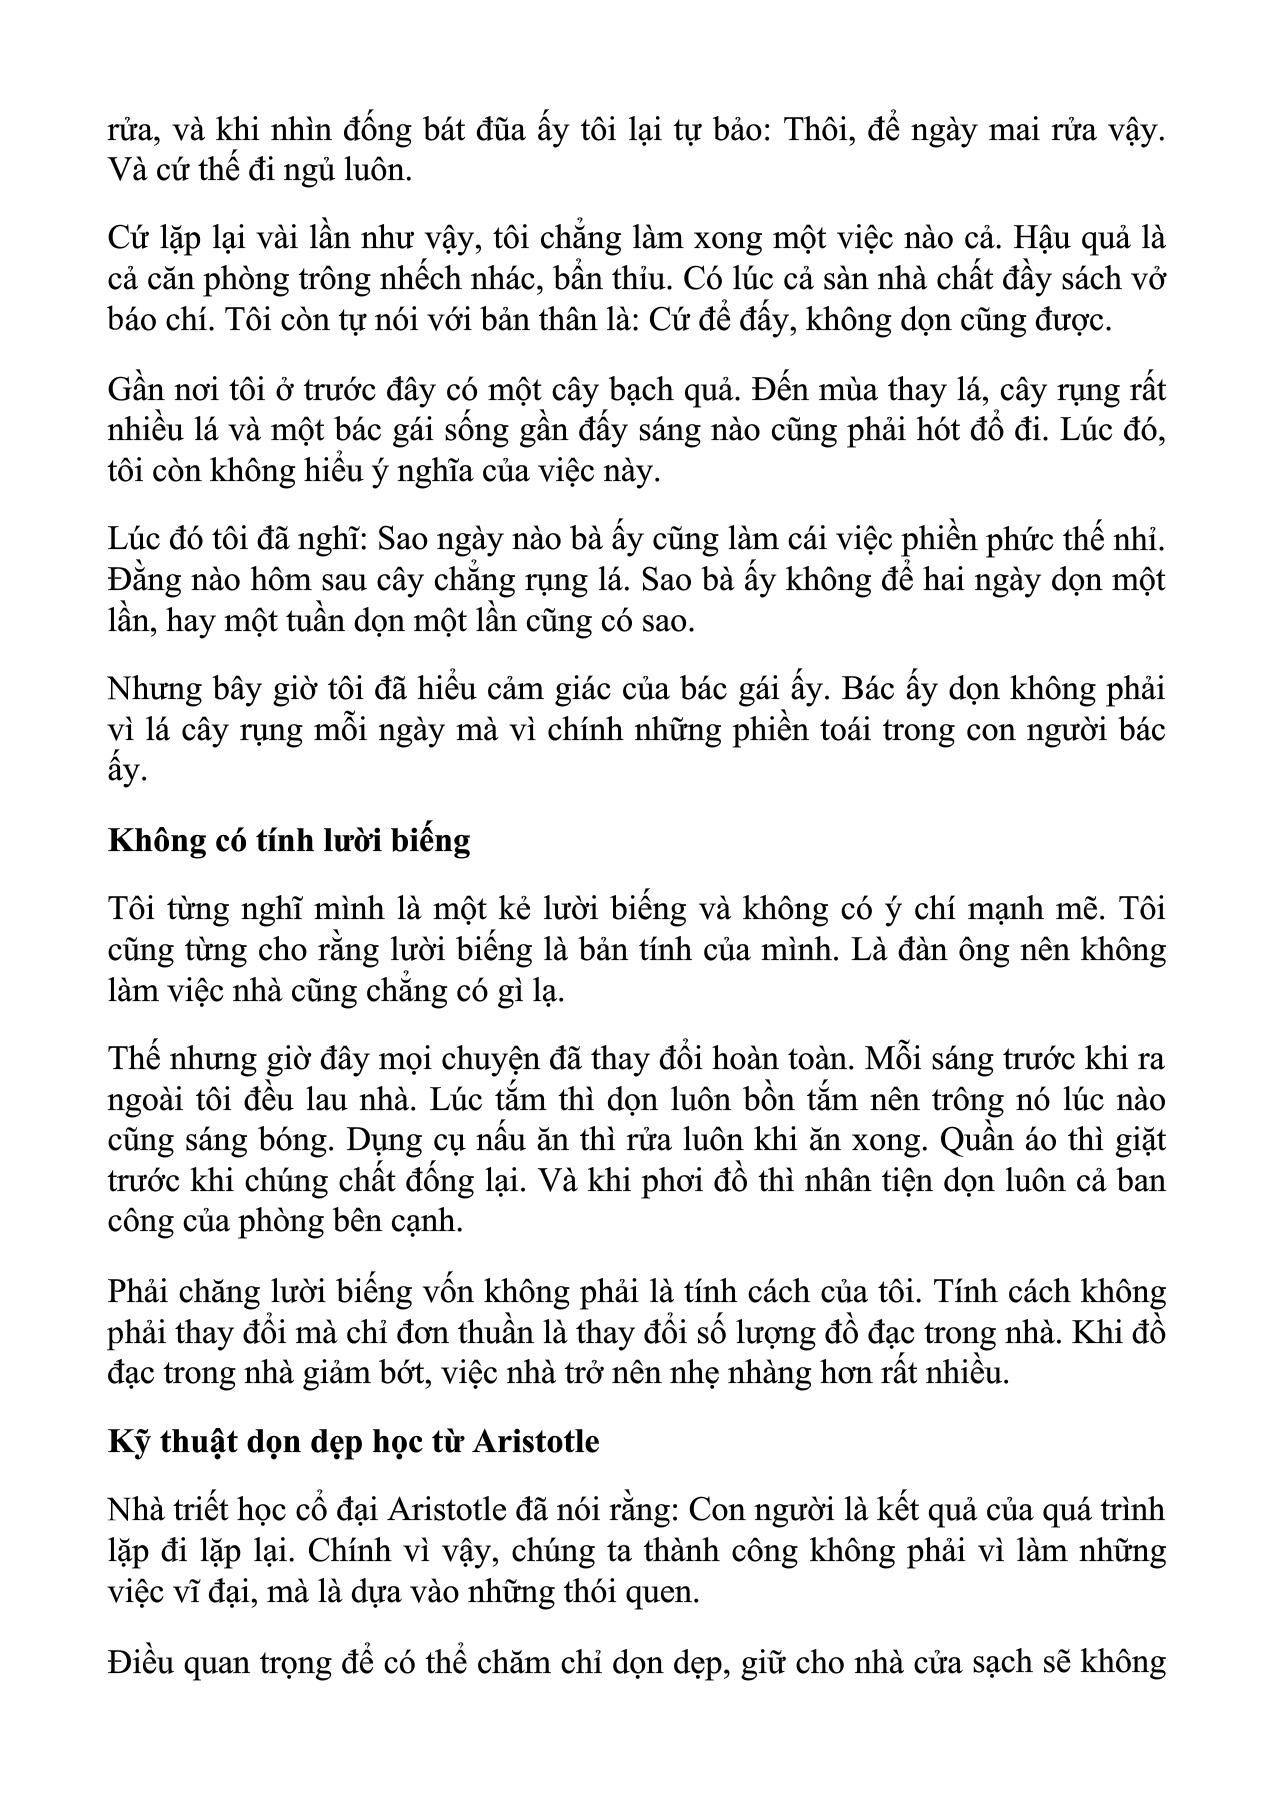 rửa, và khi nhìn đống bát đũa ấy tôi lại tự bảo: Thôi, để ngày mai rửa vậy.
Và cứ thế đi ngủ luôn.
Cứ lặp lại vài lần như vậy, tôi chẳng làm xong một việc nào cả. Hậu quả là
cả căn phòng trông nhếch nhác, bẩn thỉu. Có lúc cả sàn nhà chất đầy sách vở
báo chí. Tôi còn tự nói với bản thân là: Cứ để đấy, không dọn cũng được.
Gần nơi tôi ở trước đây có một cây bạch quả. Đến mùa thay lá, cây rụng rất
nhiều lá và một bác gái sống gần đấy sáng nào cũng phải hót đổ đi. Lúc đó,
tôi còn không hiểu ý nghĩa của việc này.
Lúc đó tôi đã nghĩ: Sao ngày nào bà ấy cũng làm cái việc phiền phức thế nhỉ.
Đằng nào hôm sau cây chẳng rụng lá. Sao bà ấy không để hai ngày dọn một
lần, hay một tuần dọn một lần cũng có sao.
Nhưng bây giờ tôi đã hiểu cảm giác của bác gái ấy. Bác ấy dọn không phải
vì lá cây rụng mỗi ngày mà vì chính những phiền toái trong con người bác
ấy.
Không có tính lười biếng
Tôi từng nghĩ mình là một kẻ lười biếng và không có ý chí mạnh mẽ. Tôi
cũng từng cho rằng lười biếng là bản tính của mình. Là đàn ông nên không
làm việc nhà cũng chẳng có gì lạ.
Thế nhưng giờ đây mọi chuyện đã thay đổi hoàn toàn. Mỗi sáng trước khi ra
ngoài tôi đều lau nhà. Lúc tắm thì dọn luôn bồn tắm nên trông nó lúc nào
cũng sáng bóng. Dụng cụ nấu ăn thì rửa luôn khi ăn xong. Quần áo thì giặt
trước khi chúng chất đống lại. Và khi phơi đồ thì nhân tiện dọn luôn cả ban
công của phòng bên cạnh.
Phải chăng lười biếng vốn không phải là tính cách của tôi. Tính cách không
phải thay đổi mà chỉ đơn thuần là thay đổi số lượng đồ đạc trong nhà. Khi đồ
đạc trong nhà giảm bớt, việc nhà trở nên nhẹ nhàng hơn rất nhiều.
Kỹ thuật dọn dẹp học từ Aristotle
Nhà triết học cổ đại Aristotle đã nói rằng: Con người là kết quả của quá trình
lặp đi lặp lại. Chính vì vậy, chúng ta thành công không phải vì làm những
việc vĩ đại, mà là dựa vào những thói quen.
Điều quan trọng để có thể chăm chỉ dọn dẹp, giữ cho nhà cửa sạch sẽ không